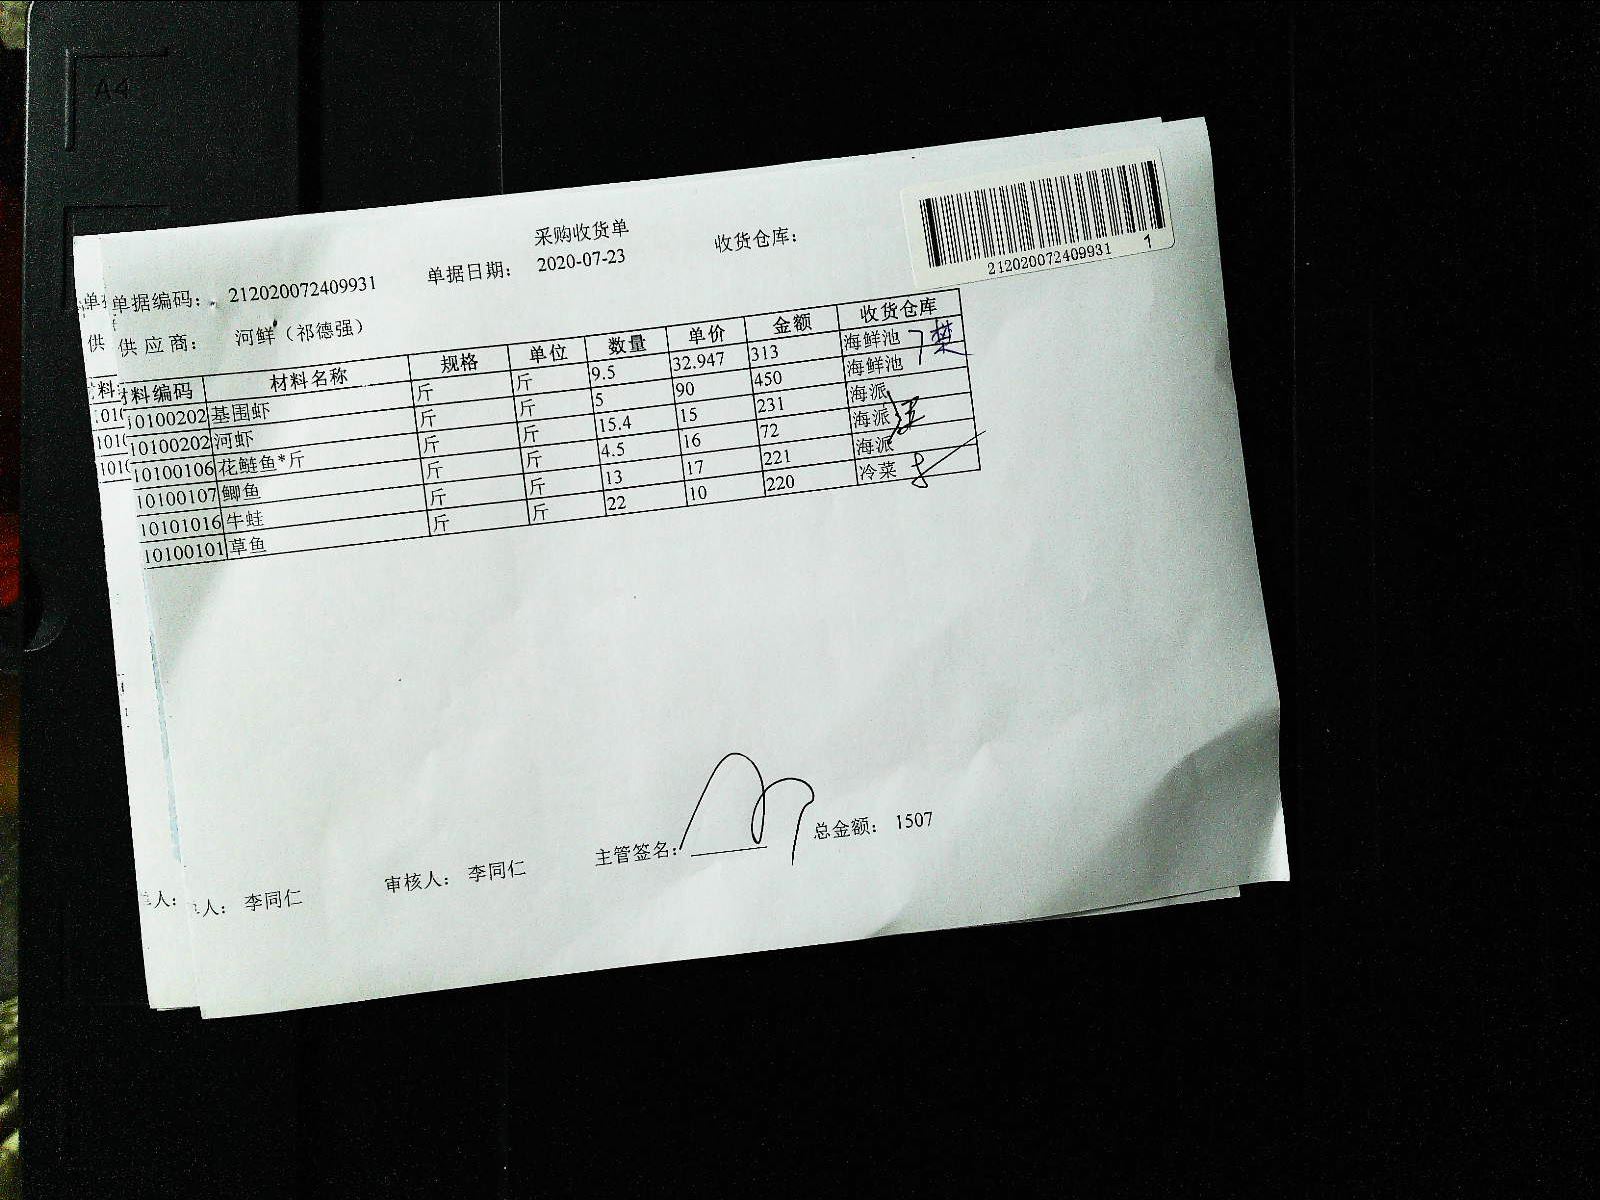 A4
采购收货单
单据编码： 212020072409931 单据日期： 2020-07-23 收货仓库：
212020072409931 1
供应商： 河鲜（祁德强）
材料编码 材料名称 规格 单位 数量 单价 金额 收货仓库
10100202 基围虾 斤 斤 9.5 32.947 313 海鲜池
10100202 河虾 斤 斤 5 90 450 海鲜池
10100106 花鲢鱼*斤 斤 斤 15.4 15 231 海派
10100107 鲫鱼 斤 斤 4.5 16 72 海派
10101016 牛蛙 斤 斤 13 17 221 海派
10100101 草鱼 斤 斤 22 10 220 冷菜
人： 李同仁 审核人： 李同仁 主管签名： 总金额： 1507